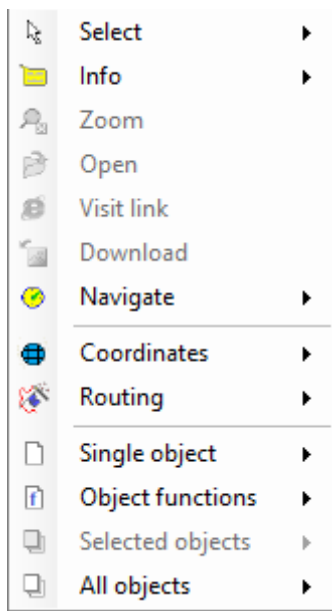 Select
Info
Zoom
Open
Visit link
Download
Navigate
Coordinates
Routing
Single object
Object functions
Selected objects
All objects